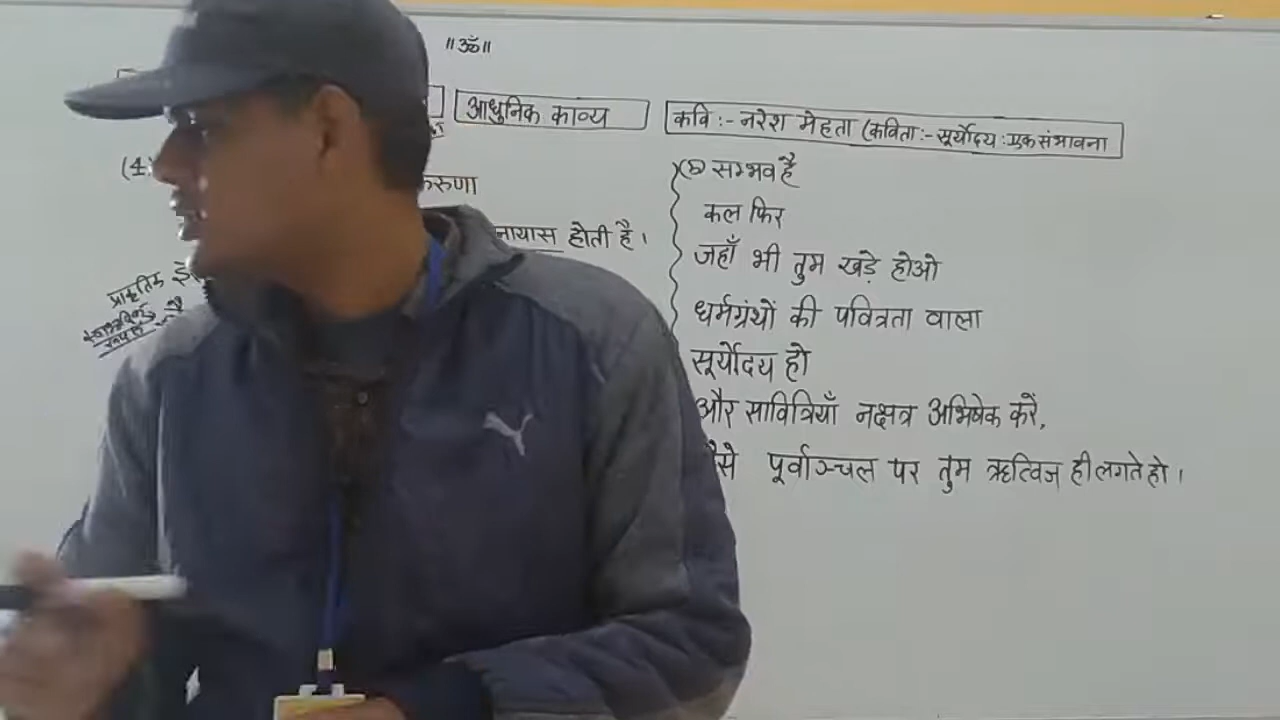 ॥ॐ॥
आधुनिक काव्य
कवि :- नरेश मेहता (कविता :- सूर्योदय : एक संभावना
(4)
करुणा
नायास होती है।
प्राकृतिक
(5) सम्भव है
कल फिर
जहाँ भी तुम खड़े होओ
धर्मग्रंथों की पवित्रता वाला
सूर्योदय हो
और सावित्रियाँ नक्षत्र अभिषेक करें,
पूर्वाञ्चल पर तुम ऋत्विज ही लगते हो।